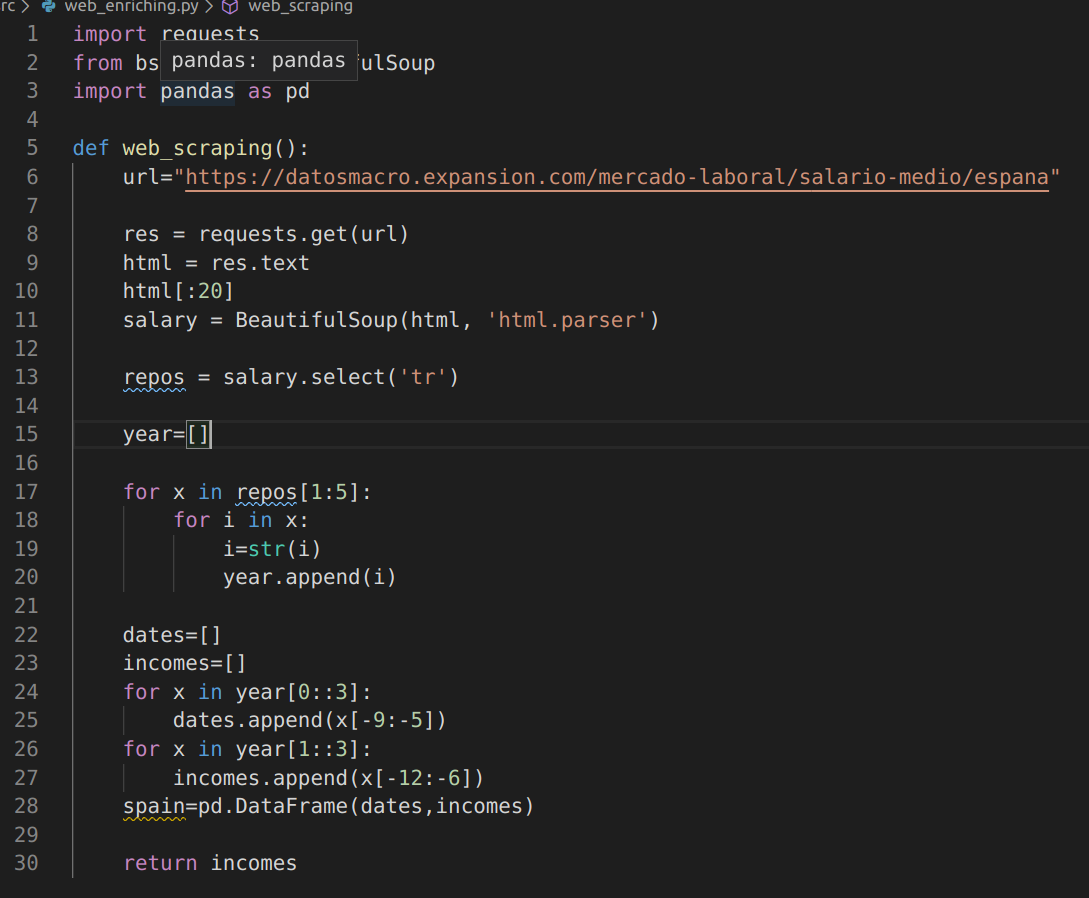 rc > web_enriching.py > web_scraping
1 import requests
2 from bs fulSoup
pandas: pandas
3 import pandas as pd
4
5 def web_scraping():
6     url="https://datosmacro.expansion.com/mercado-laboral/salario-medio/espana"
7
8     res = requests.get(url)
9     html = res.text
10     html[:20]
11     salary = BeautifulSoup(html, 'html.parser')
12
13     repos = salary.select('tr')
14
15     year=[]
16
17     for x in repos[1:5]:
18         for i in x:
19             i=str(i)
20             year.append(i)
21
22     dates=[]
23     incomes=[]
24     for x in year[0::3]:
25         dates.append(x[-9:-5])
26     for x in year[1::3]:
27         incomes.append(x[-12:-6])
28     spain=pd.DataFrame(dates,incomes)
29
30     return incomes